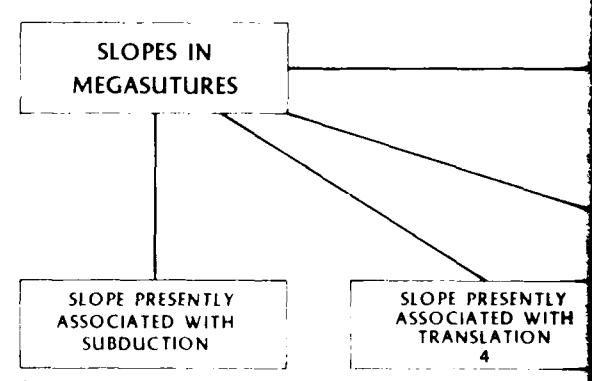 SLOPES IN
MEGASUTURES
SLOPE PRESENTLY
ASSOCIATED WITH
SUBDUCTION
SLOPE PRESENTLY
ASSOCIATED WITH
TRANSLATION
4